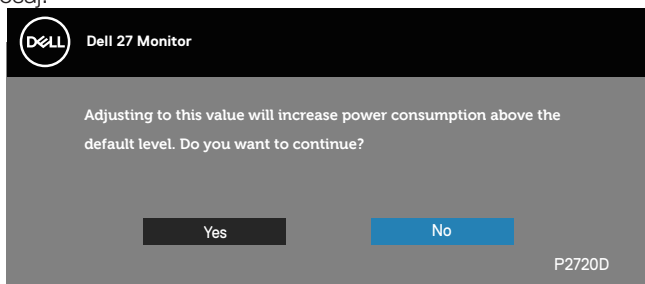 DELL
Dell 27 Monitor
Adjusting to this value will increase power consumption above the
default level. Do you want to continue?
Yes
No
P2720D